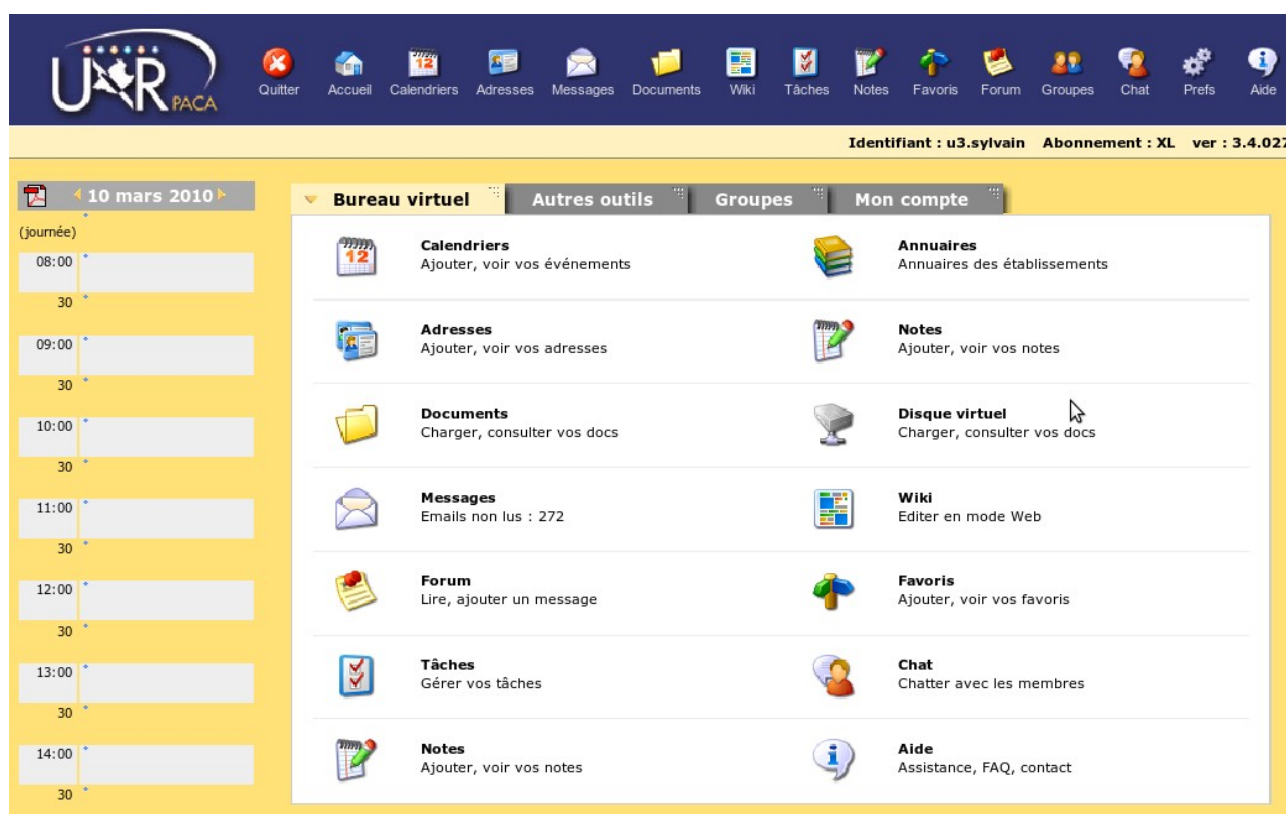 UNR PACA
Quitter Accueil Calendriers Adresses Messages Documents Wiki Tâches Notes Favoris Forum Groupes Chat Prefs Aide
Identifiant : u3.sylvain Abonnement : XL ver : 3.4.027
10 mars 2010
(journée)
08:00
30
09:00
30
10:00
30
11:00
30
12:00
30
13:00
30
14:00
30
Bureau virtuel Autres outils Groupes Mon compte
12
Calendriers
Ajouter, voir vos événements
Annuaires
Annuaires des établissements
Adresses
Ajouter, voir vos adresses
Notes
Ajouter, voir vos notes
Documents
Charger, consulter vos docs
Disque virtuel
Charger, consulter vos docs
Messages
Emails non lus : 272
Wiki
Editer en mode Web
Forum
Lire, ajouter un message
Favoris
Ajouter, voir vos favoris
Tâches
Gérer vos tâches
Chat
Chatter avec les membres
Notes
Ajouter, voir vos notes
Aide
Assistance, FAQ, contact